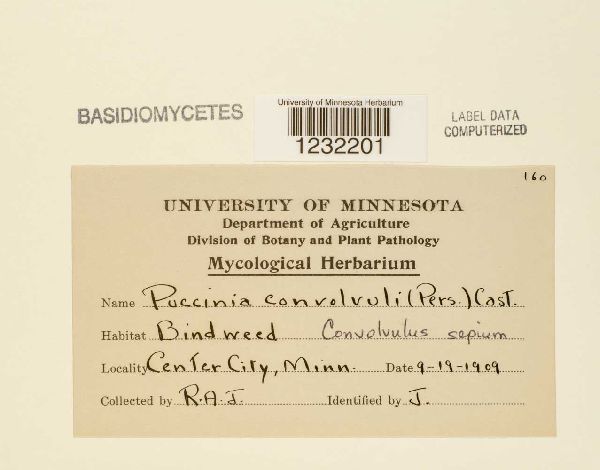 BASIDIOMYCETES
University of Minnesota Herbarium
1232201
LABEL DATA
COMPUTERIZED
160
UNIVERSITY OF MINNESOTA
Department of Agriculture
Division of Botany and Plant Pathology
Mycological Herbarium
Name Puccinia convolvuli (Pers.) Cast.
Habitat Bindweed Convolvulus sepium
Locality Center City, Minn. Date 9-19-1909
Collected by R.A.J. Identified by J.